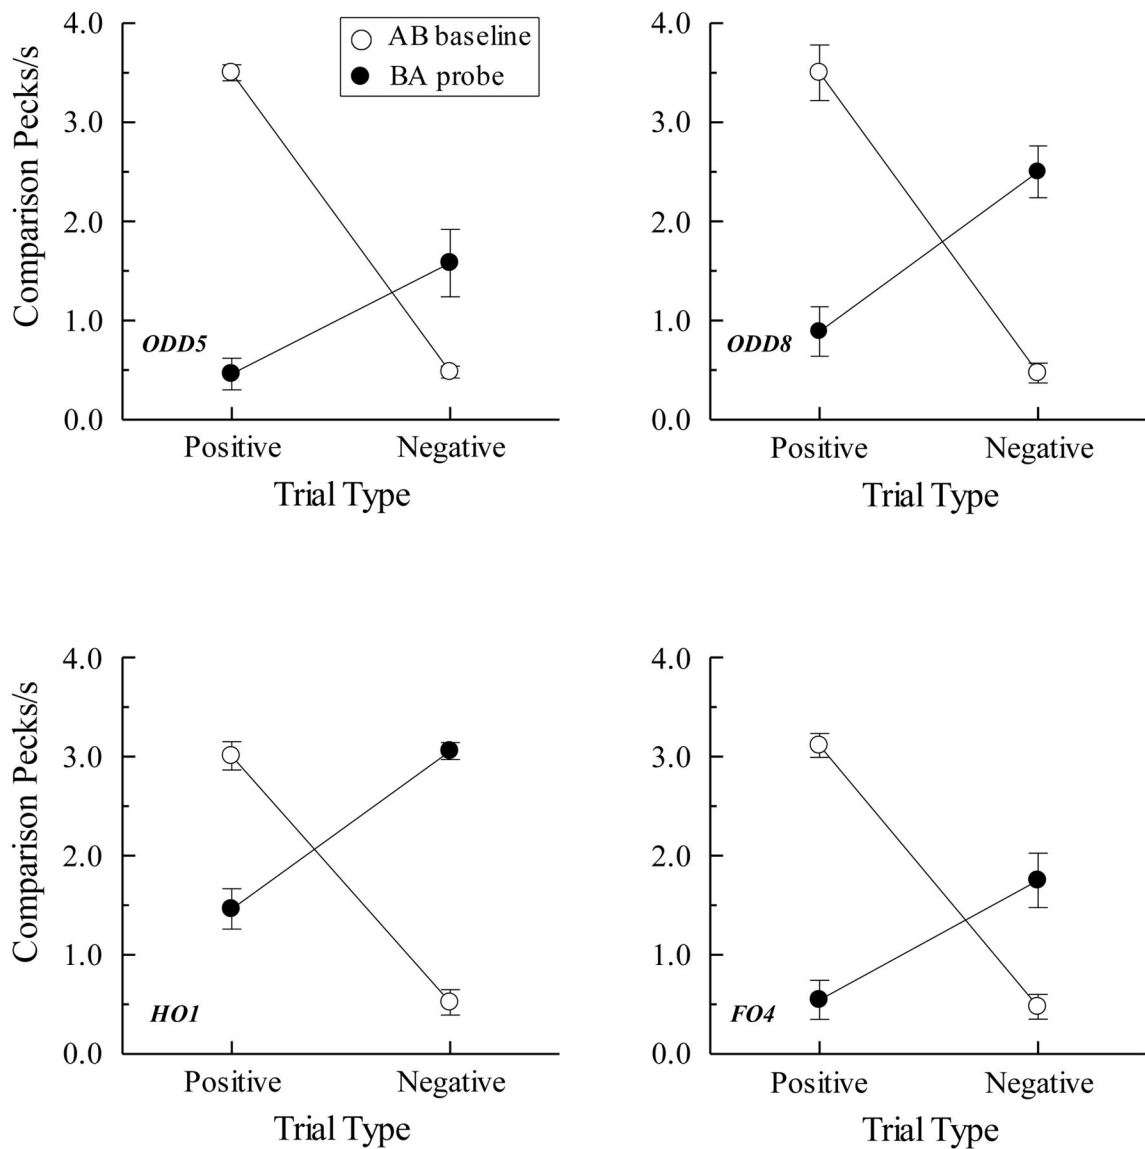 4.0
3.0
2.0
1.0
0.0
Comparison Pecks/s
AB baseline
BA probe
ODD5
Positive
Negative
Trial Type
4.0
3.0
2.0
1.0
0.0
ODD8
Positive
Negative
Trial Type
4.0
3.0
2.0
1.0
0.0
Comparison Pecks/s
HO1
Positive
Negative
Trial Type
4.0
3.0
2.0
1.0
0.0
FO4
Positive
Negative
Trial Type